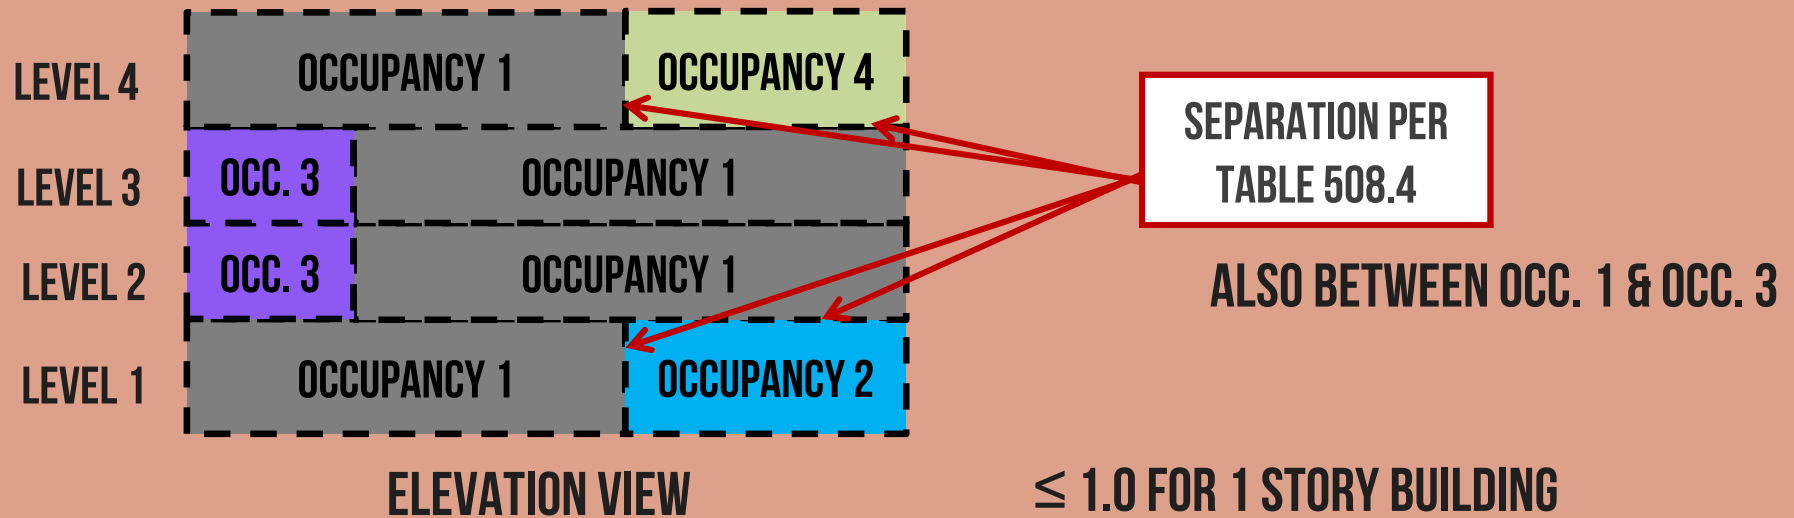 LEVEL 4
OCCUPANCY 1
OCCUPANCY 4
LEVEL 3
OCC. 3
OCCUPANCY 1
LEVEL 2
OCC. 3
OCCUPANCY 1
LEVEL 1
OCCUPANCY 1
OCCUPANCY 2
ELEVATION VIEW
SEPARATION PER
TABLE 508.4
ALSO BETWEEN OCC. 1 & OCC. 3
≤ 1.0 FOR 1 STORY BUILDING